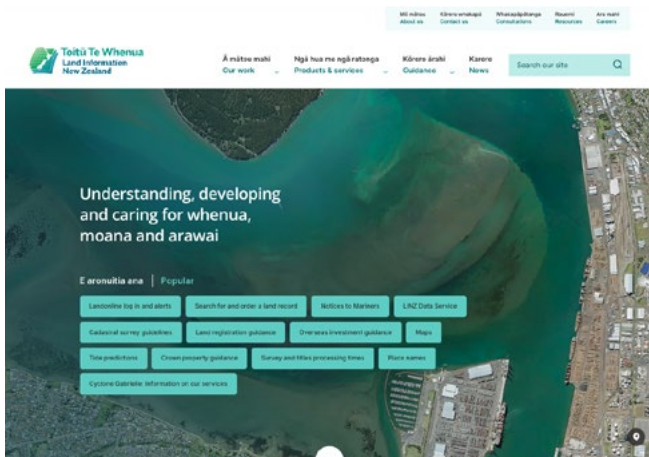 Mō mātou
About us
Contact us
Whakapāpātanga
Consultations
Rauemi
Resources
Ara mahi
Careers
Toitū Te Whenua
Land Information
New Zealand
Ā mātou mahi
Our work
Ngā hua me ngā ratonga
Products & services
Kōrero ārahi
Guidance
Karere
News
Search our site
Understanding, developing
and caring for whenua,
moana and arawai
E aronuitia ana | Popular
Landonline log in and alerts
Search for and order a land record
Notices to Mariners
LINZ Data Service
Cadastral survey guidelines
Land registration guidance
Overseas investment guidance
Maps
Tide predictions
Crown property guidance
Survey and titles processing times
Place names
Cyclone Gabrielle: Information on our services